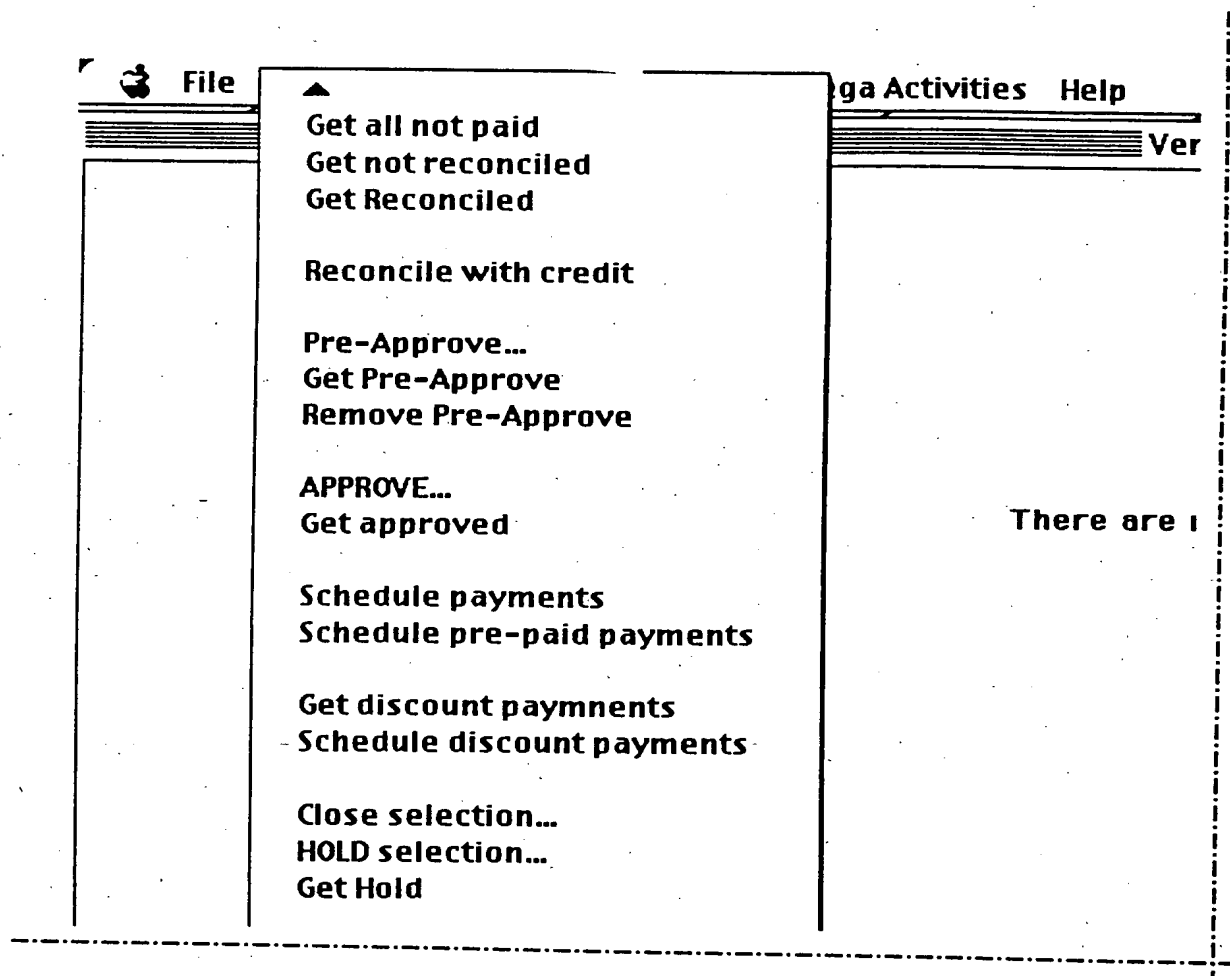 File ga Activities Help
Ver
Get all not paid
Get not reconciled
Get Reconciled
Reconcile with credit
Pre-Approve...
Get Pre-Approve
Remove Pre-Approve
APPROVE...
Get approved
There are
Schedule payments
Schedule pre-paid payments
Get discount paymnents
Schedule discount payments
Close selection...
HOLD selection...
Get Hold